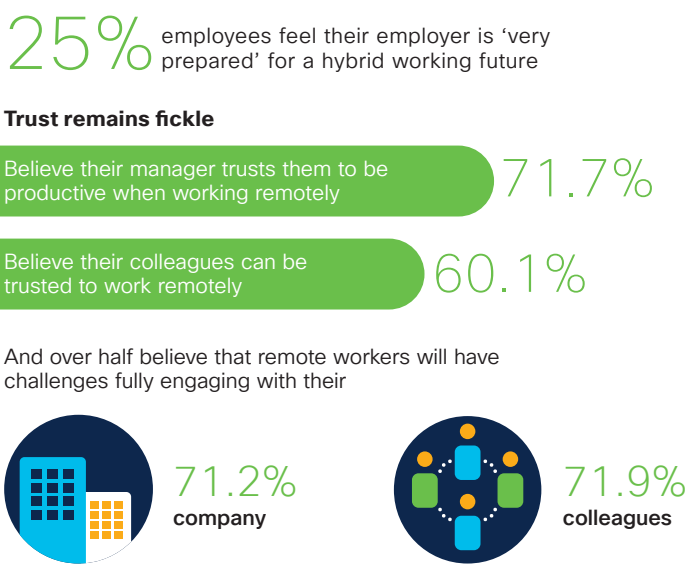 25%
employees feel their employer is ‘very
prepared’ for a hybrid working future
Trust remains fickle
Believe their manager trusts them to be
productive when working remotely
71.7%
Believe their colleagues can be
trusted to work remotely
60.1%
And over half believe that remote workers will have
challenges fully engaging with their
71.2%
company
71.9%
colleagues